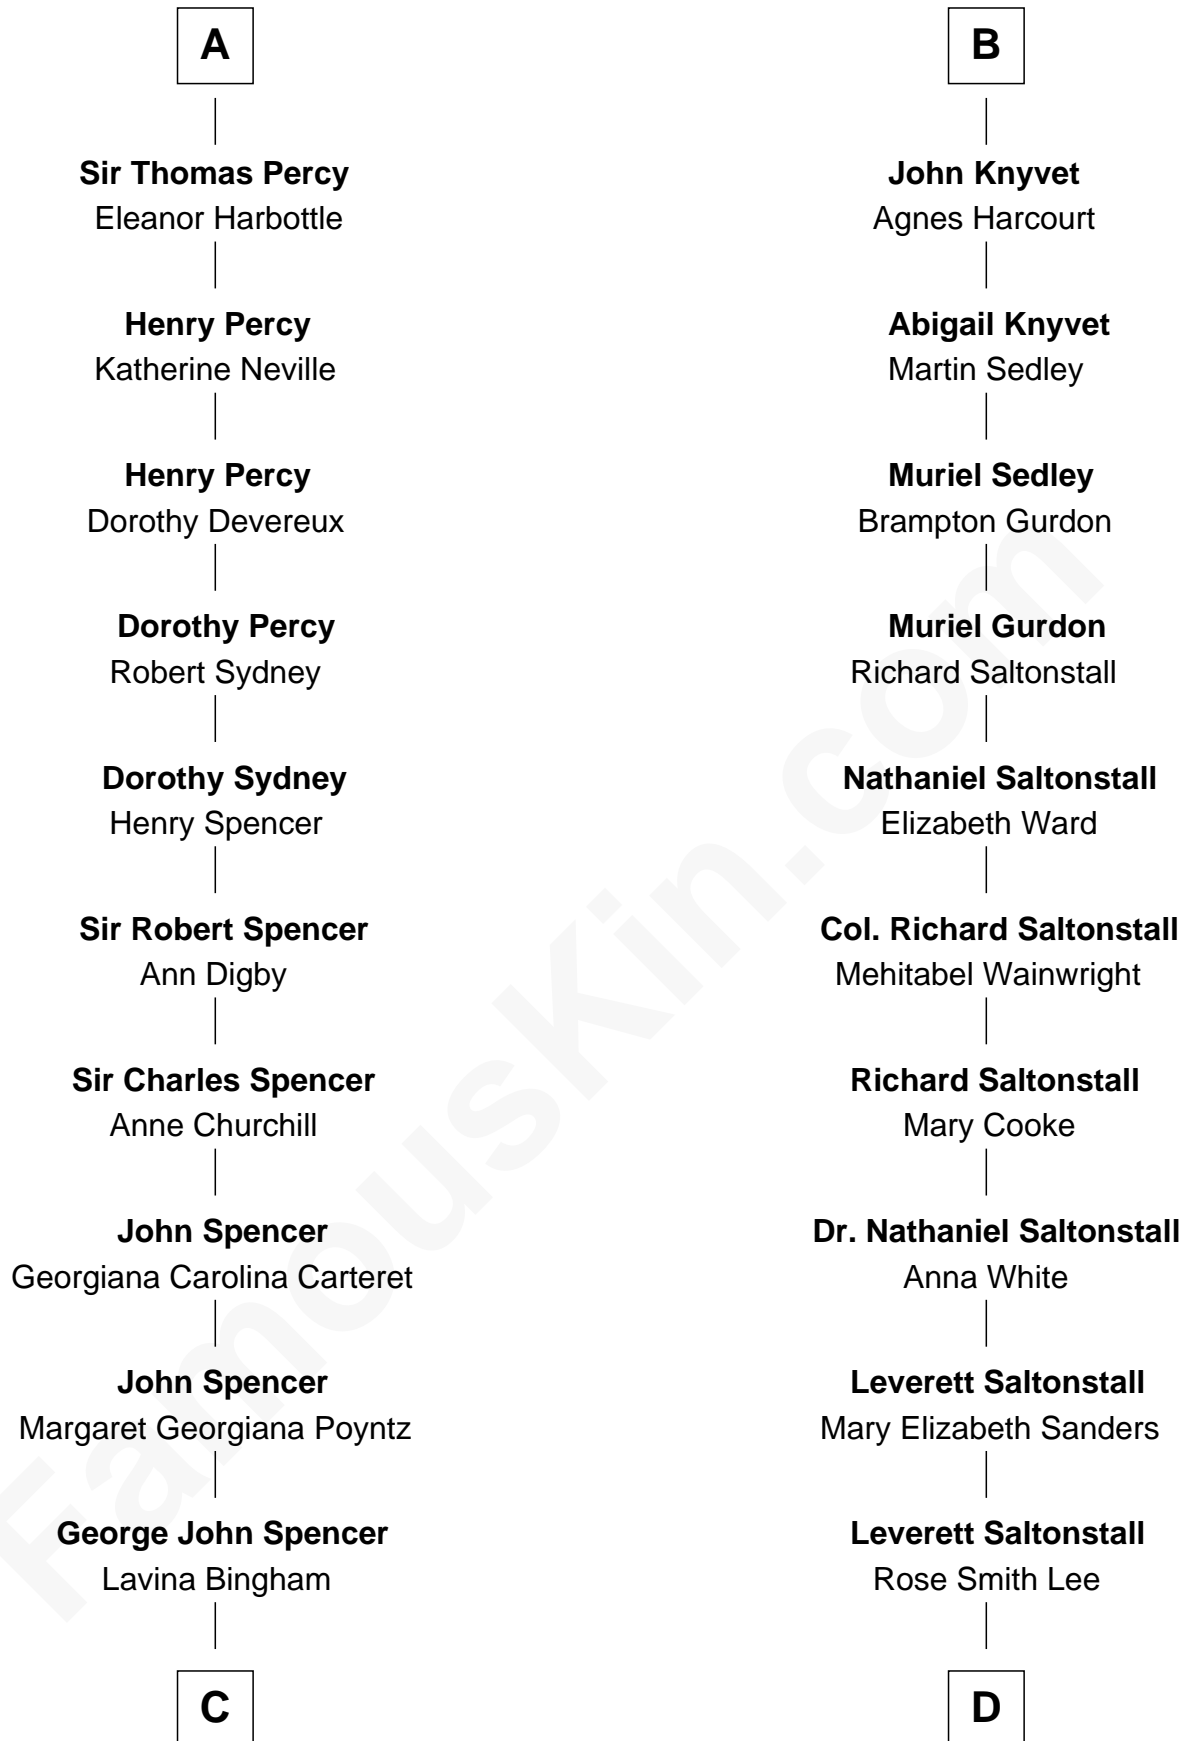 A
Sir Thomas Percy
Eleanor Harbottle
Henry Percy
Katherine Neville
Henry Percy
Dorothy Devereux
Dorothy Percy
Robert Sydney
Dorothy Sydney
Henry Spencer
Sir Robert Spencer
Ann Digby
Sir Charles Spencer
Anne Churchill
John Spencer
Georgiana Carolina Carteret
John Spencer
Margaret Georgiana Poyntz
George John Spencer
Lavina Bingham
C
B
John Knyvet
Agnes Harcourt
Abigail Knyvet
Martin Sedley
Muriel Sedley
Brampton Gurdon
Muriel Gurdon
Richard Saltonstall
Nathaniel Saltonstall
Elizabeth Ward
Col. Richard Saltonstall
Mehitabel Wainwright
Richard Saltonstall
Mary Cooke
Dr. Nathaniel Saltonstall
Anna White
Leverett Saltonstall
Mary Elizabeth Sanders
Leverett Saltonstall
Rose Smith Lee
D
FamousKin.com